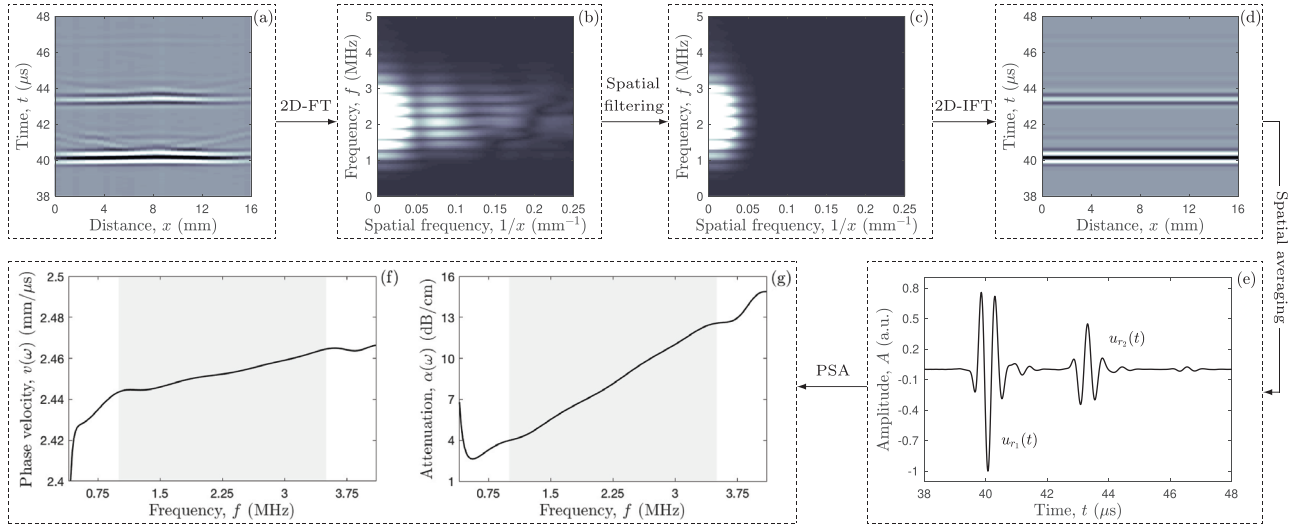 (a)
48
46
44
42
40
38
Time, t (μs)
0 4 8 12 16
Distance, x (mm)
2D-FT
(b)
5
4
3
2
1
0
Frequency, f (MHz)
0 0.05 0.1 0.15 0.2 0.25
Spatial frequency, 1/x (mm⁻¹)
Spatial
filtering
(c)
5
4
3
2
1
0
Frequency, f (MHz)
0 0.05 0.1 0.15 0.2 0.25
Spatial frequency, 1/x (mm⁻¹)
2D-IFT
(d)
48
46
44
42
40
38
Time, t (μs)
0 4 8 12 16
Distance, x (mm)
Spatial averaging
(e)
0.8
0.5
0.2
-0.1
-0.4
-0.7
-1
Amplitude, A (a.u.)
u_{r_2}(t)
u_{r_1}(t)
38 40 42 44 46 48
Time, t (μs)
PSA
(f)
2.5
2.48
2.46
2.44
2.42
2.4
Phase velocity, v(ω) (mm/μs)
0.75 1.5 2.25 3 3.75
Frequency, f (MHz)
(g)
16
13
10
7
4
1
Attenuation, α(ω) (dB/cm)
0.75 1.5 2.25 3 3.75
Frequency, f (MHz)